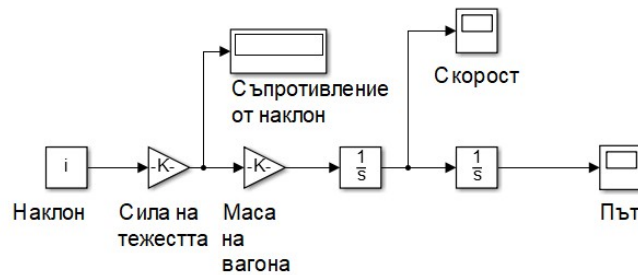 Скорост
Съпротивление
от наклон
i
-K-
-K-
1
s
1
s
Наклон
Сила на
тежестта
Маса
на
вагона
Път